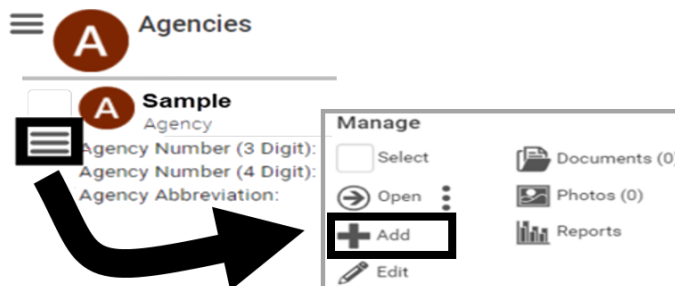 A Agencies
A Sample
Agency
Agency Number (3 Digit):
Agency Number (4 Digit):
Agency Abbreviation:
Manage
Select
Documents (0)
Open
Photos (0)
Add
Reports
Edit